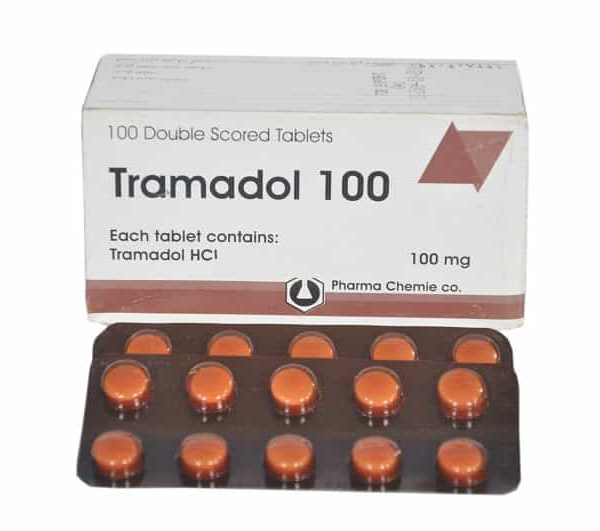 100 Double Scored Tablets
Tramadol 100
Each tablet contains:
Tramadol HCl
100 mg
Pharma Chemie co.